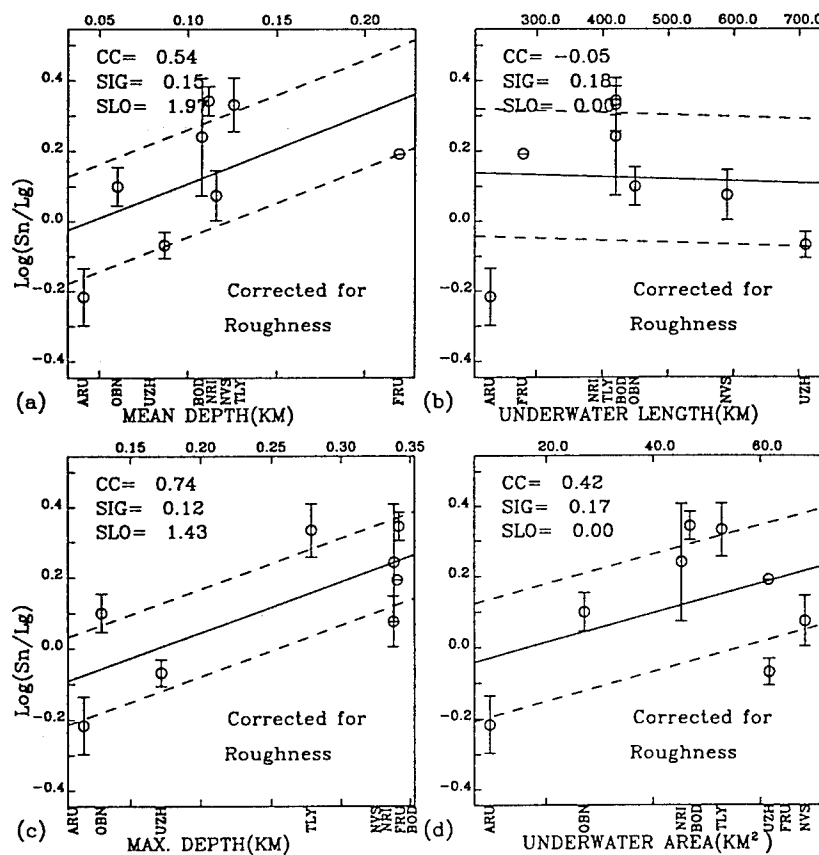 0.05 0.10 0.15 0.20
300.0 400.0 500.0 600.0 700.0
CC= 0.54
SIG= 0.15
SLO= 1.97
CC= -0.05
SIG= 0.18
SLO= 0.00
0.4
0.2
0.0
-0.2
-0.4
Log(Sn/Lg)
Corrected for
Roughness
Corrected for
Roughness
ARU OBN UZH BOD NRI NVS TLY FRU
ARU FRU NRI TLY BOD OBN NVS UZH
(a) MEAN DEPTH(KM)
(b) UNDERWATER LENGTH(KM)
0.15 0.20 0.25 0.30 0.35
20.0 40.0 60.0
CC= 0.74
SIG= 0.12
SLO= 1.43
CC= 0.42
SIG= 0.17
SLO= 0.00
0.4
0.2
0.0
-0.2
-0.4
Log(Sn/Lg)
Corrected for
Roughness
Corrected for
Roughness
ARU OBN UZH TLY NVS NRI FRU BOD
ARU OBN NRI BOD TLY UZH FRU NVS
(c) MAX. DEPTH(KM)
(d) UNDERWATER AREA(KM²)